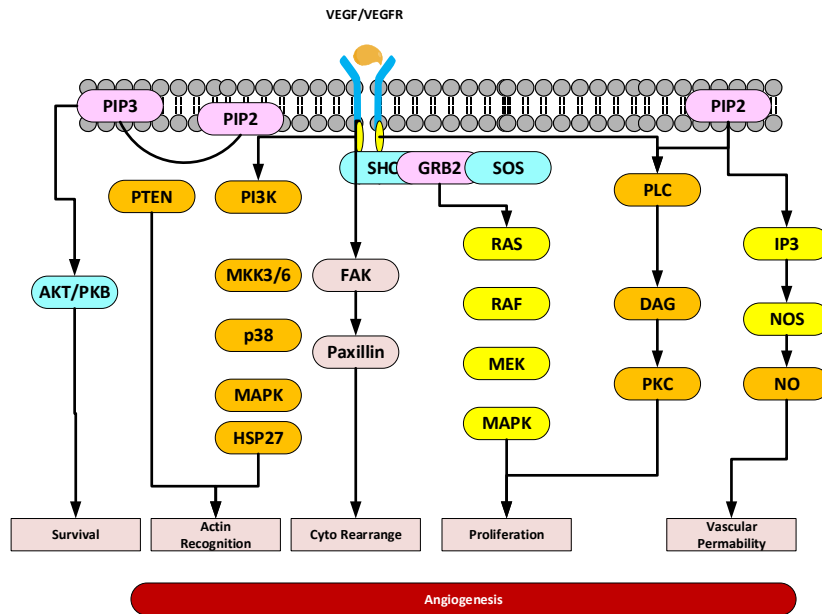 VEGF/VEGFR
PIP3
PIP2
PIP2
SHC
GRB2
SOS
PTEN
PI3K
PLC
RAS
IP3
MKK3/6
FAK
AKT/PKB
RAF
DAG
NOS
p38
Paxillin
MEK
PKC
NO
MAPK
MAPK
HSP27
Survival
Actin
Recognition
Cyto Rearrange
Proliferation
Vascular
Permability
Angiogenesis